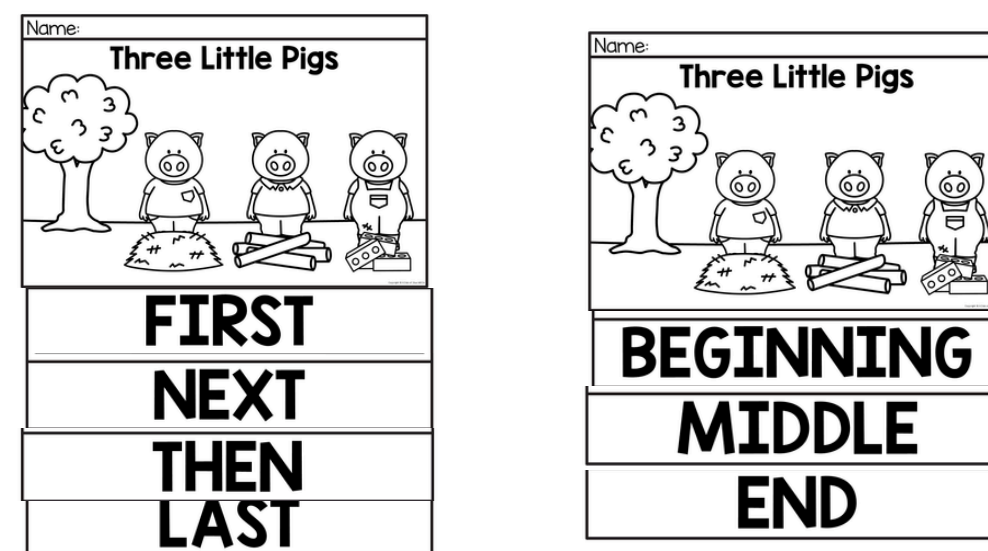 Name:
Three Little Pigs
FIRST
NEXT
THEN
LAST
Name:
Three Little Pigs
BEGINNING
MIDDLE
END